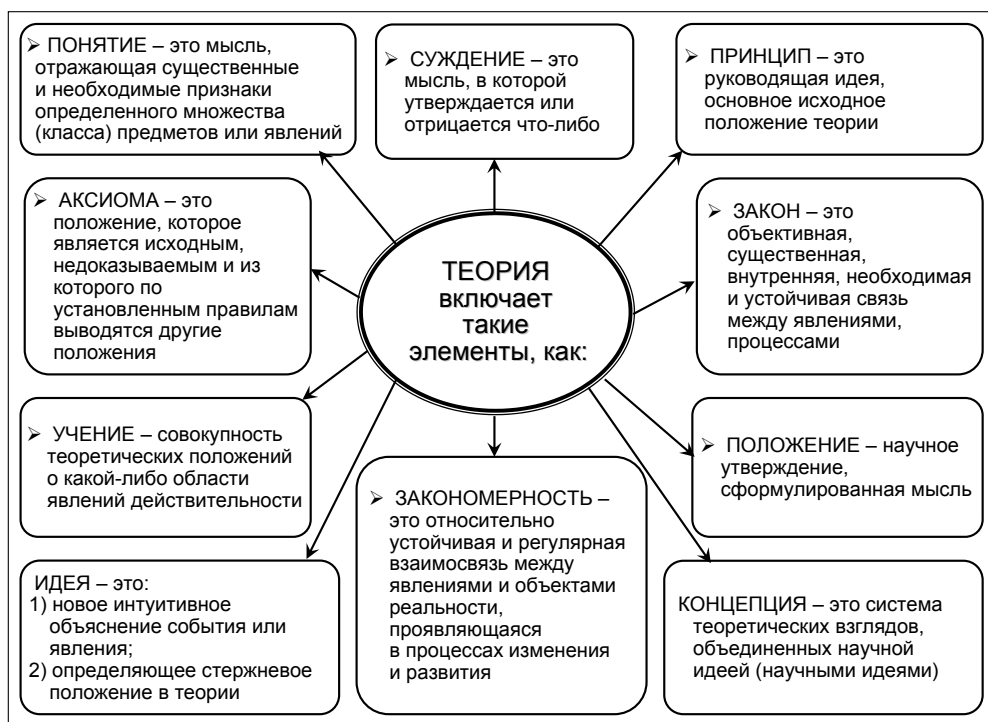 ➢ ПОНЯТИЕ – это мысль,
отражающая существенные
и необходимые признаки
определенного множества
(класса) предметов или явлений
➢ СУЖДЕНИЕ – это
мысль, в которой
утверждается или
отрицается что-либо
➢ ПРИНЦИП – это
руководящая идея,
основное исходное
положение теории
➢ АКСИОМА – это
положение, которое
является исходным,
недоказываемым и из
которого по
установленным правилам
выводятся другие
положения
ТЕОРИЯ
включает
такие
элементы, как:
➢ ЗАКОН – это
объективная,
существенная,
внутренняя, необходимая
и устойчивая связь
между явлениями,
процессами
➢ УЧЕНИЕ – совокупность
теоретических положений
о какой-либо области
явлений действительности
➢ ЗАКОНОМЕРНОСТЬ –
это относительно
устойчивая и регулярная
взаимосвязь между
явлениями и объектами
реальности,
проявляющаяся
в процессах изменения
и развития
➢ ПОЛОЖЕНИЕ – научное
утверждение,
сформулированная мысль
ИДЕЯ – это:
1) новое интуитивное
объяснение события или
явления;
2) определяющее стержневое
положение в теории
КОНЦЕПЦИЯ – это система
теоретических взглядов,
объединенных научной
идеей (научными идеями)